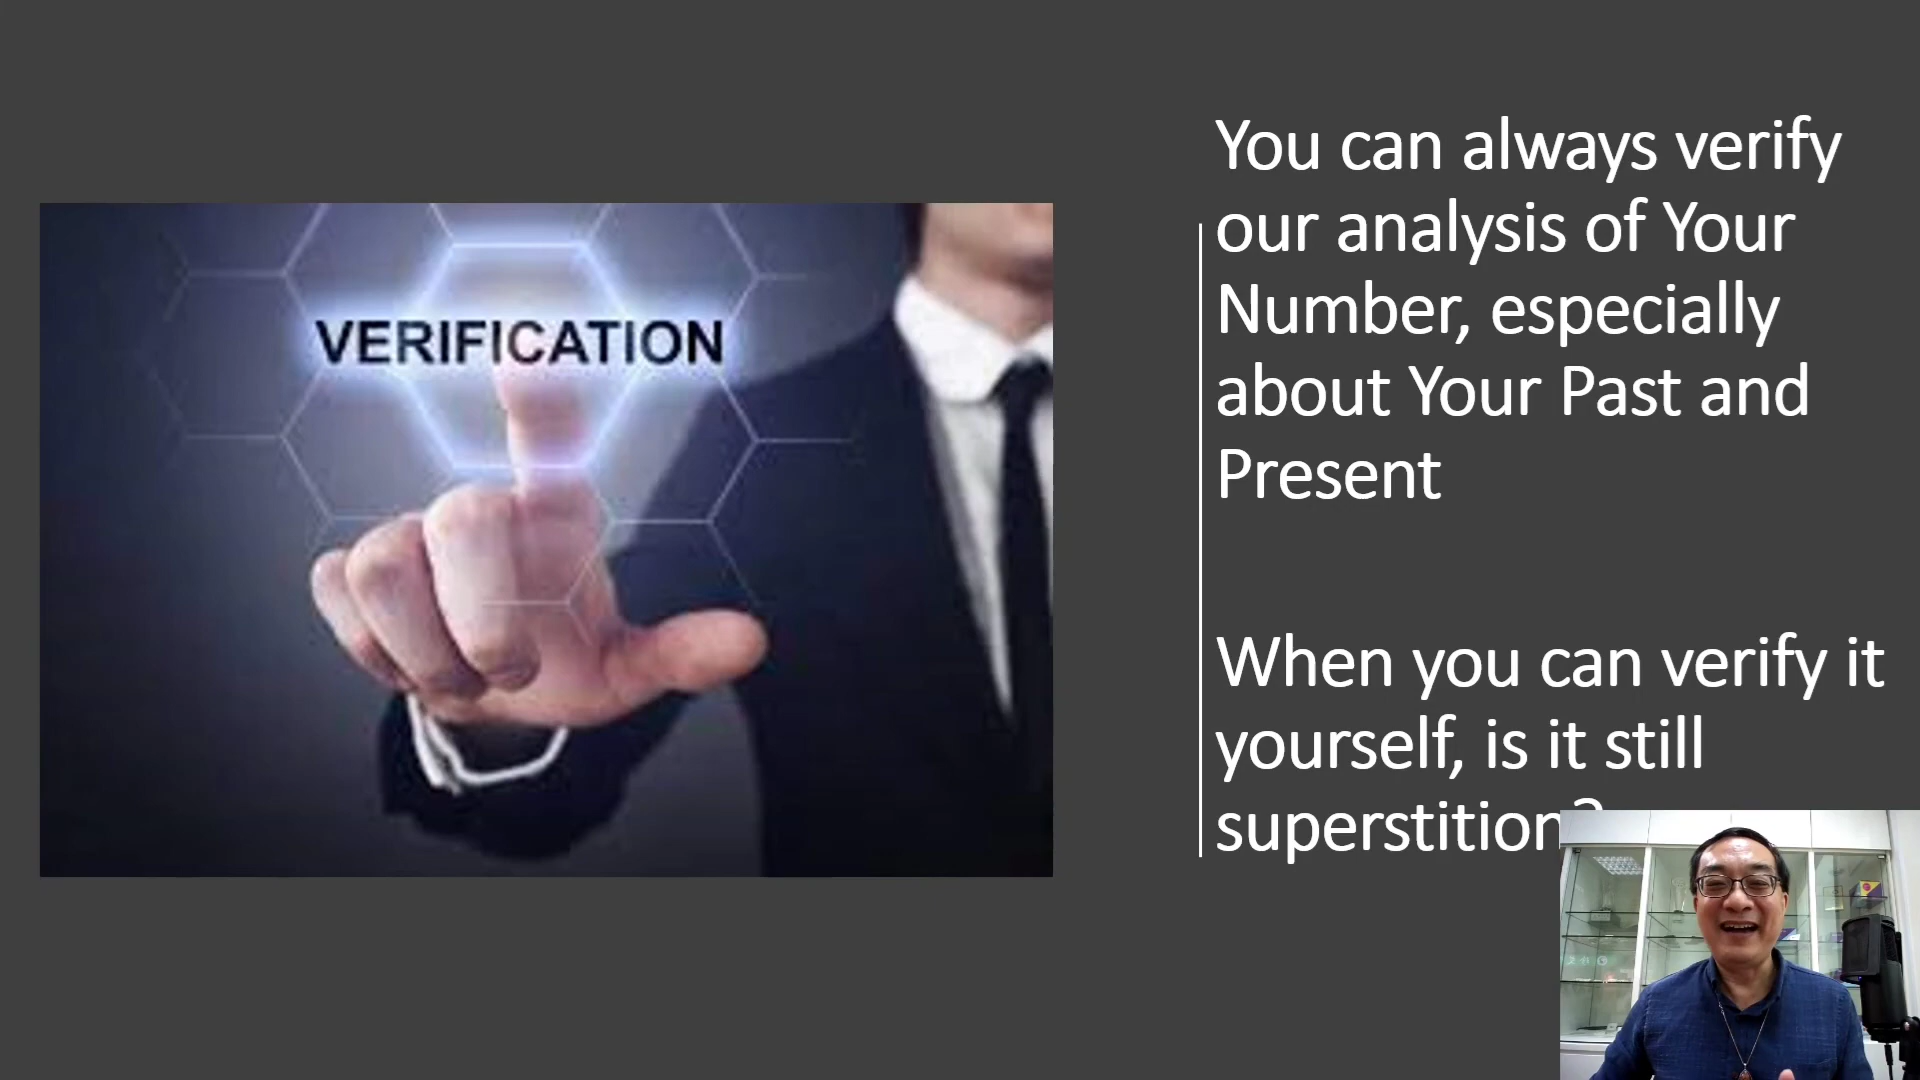 VERIFICATION
You can always verify
our analysis of Your
Number, especially
about Your Past and
Present
When you can verify it
yourself, is it still
superstition?